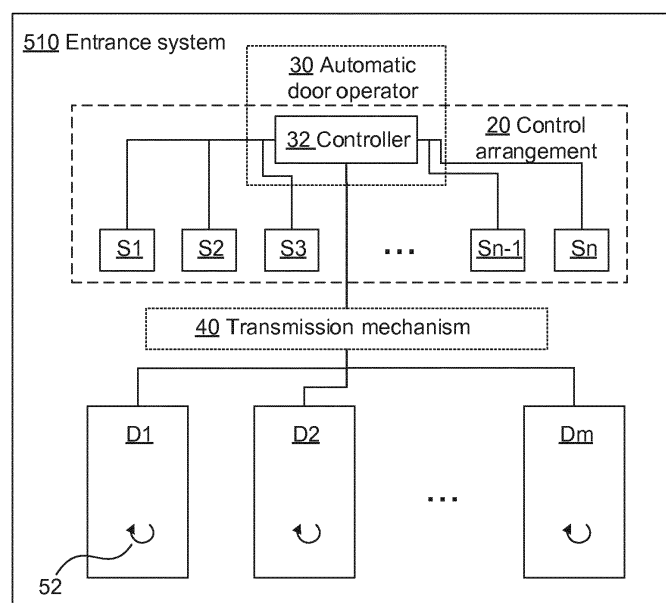 510 Entrance system
30 Automatic
door operator
32 Controller
20 Control
arrangement
S1 S2 S3 ... Sn-1 Sn
40 Transmission mechanism
D1 D2 Dm
...
52